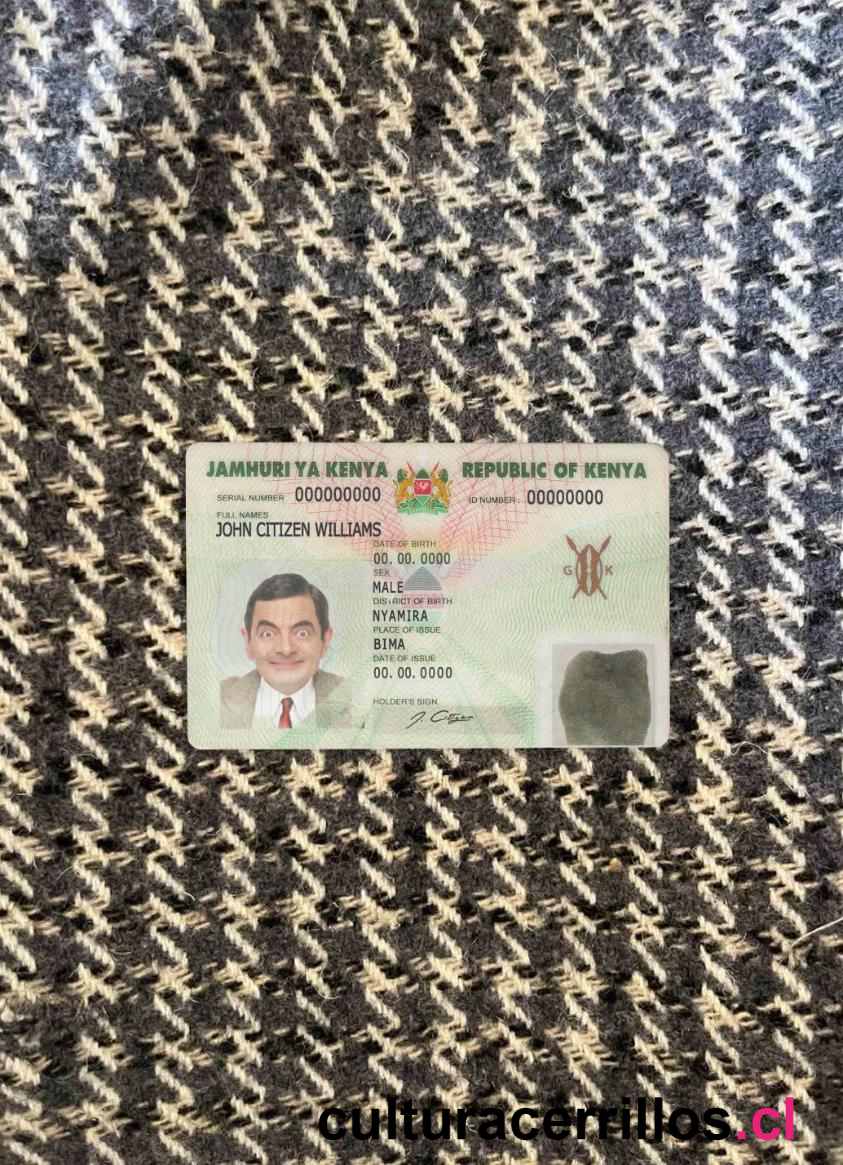 JAMHURI YA KENYA REPUBLIC OF KENYA
SERIAL NUMBER 000000000 ID NUMBER 00000000
FULL NAMES
JOHN CITIZEN WILLIAMS
DATE OF BIRTH
00. 00. 0000
SEX
MALE
G K
DISTRICT OF BIRTH
NYAMIRA
PLACE OF ISSUE
BIMA
DATE OF ISSUE
00. 00. 0000
HOLDER'S SIGN.
J. Citizen
culturacerrillos.cl